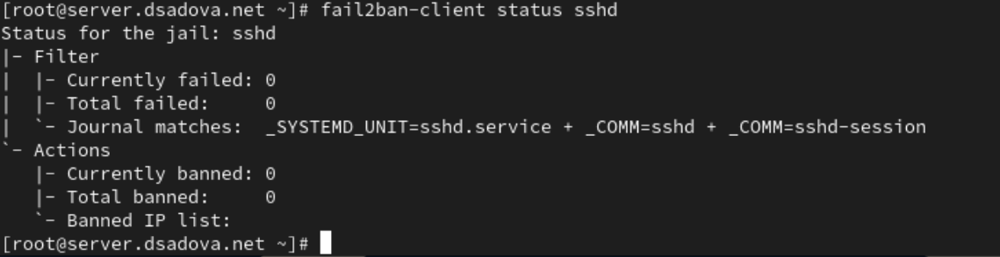 [root@server.dsadova.net ~]# fail2ban-client status sshd
Status for the jail: sshd
|- Filter
|  |- Currently failed: 0
|  |- Total failed:     0
|  `- Journal matches:  _SYSTEMD_UNIT=sshd.service + _COMM=sshd + _COMM=sshd-session
`- Actions
   |- Currently banned: 0
   |- Total banned:     0
   `- Banned IP list:
[root@server.dsadova.net ~]#